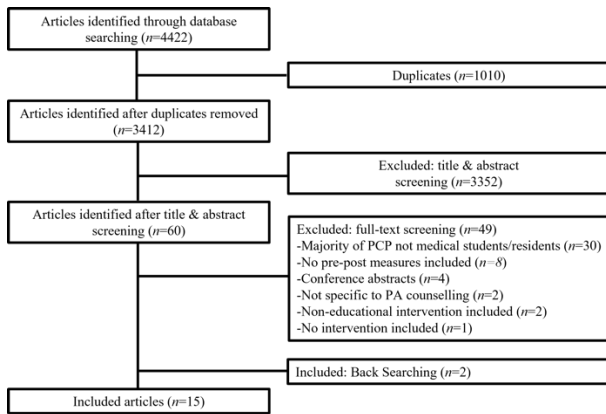 Articles identified through database
searching (n=4422)
Duplicates (n=1010)
Articles identified after duplicates removed
(n=3412)
Excluded: title & abstract
screening (n=3352)
Articles identified after title & abstract
screening (n=60)
Excluded: full-text screening (n=49)
-Majority of PCP not medical students/residents (n=30)
-No pre-post measures included (n=8)
-Conference abstracts (n=4)
-Not specific to PA counselling (n=2)
-Non-educational intervention included (n=2)
-No intervention included (n=1)
Included: Back Searching (n=2)
Included articles (n=15)